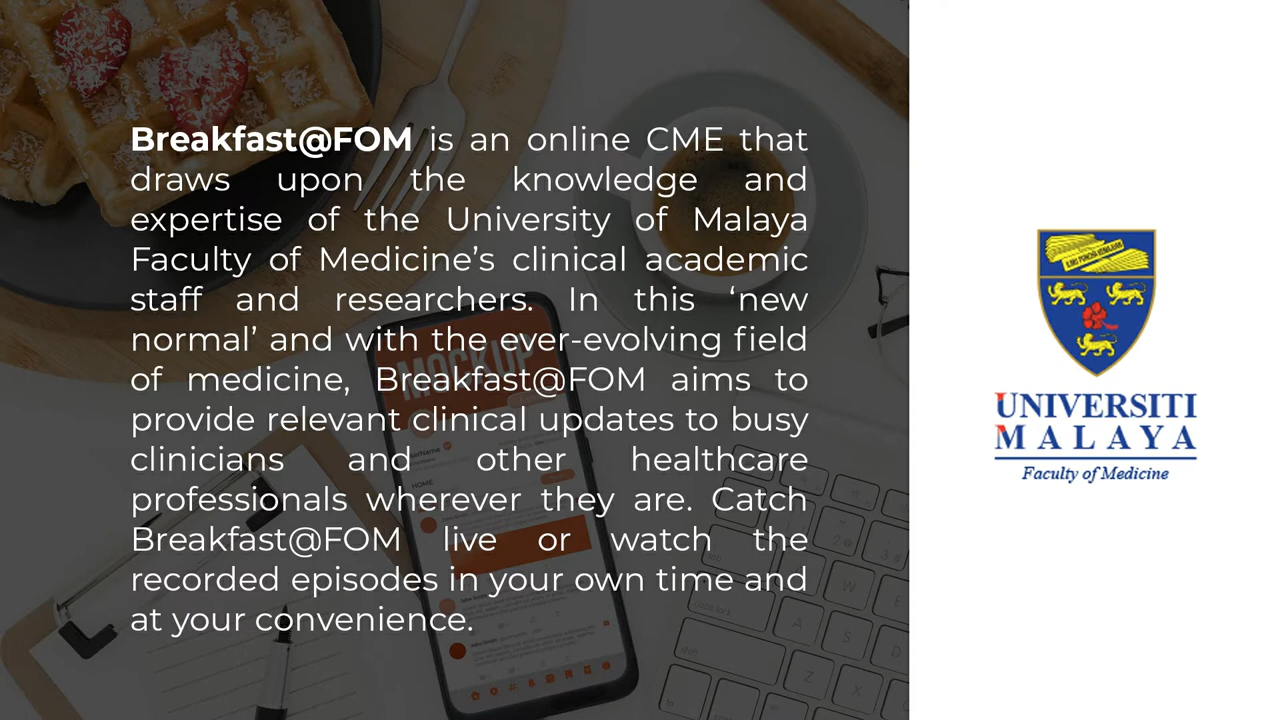 Breakfast@FOM is an online CME that
draws upon the knowledge and
expertise of the University of Malaya
Faculty of Medicine’s clinical academic
staff and researchers. In this ‘new
normal’ and with the ever-evolving field
of medicine, Breakfast@FOM aims to
provide relevant clinical updates to busy
clinicians and other healthcare
professionals wherever they are. Catch
Breakfast@FOM live or watch the
recorded episodes in your own time and
at your convenience.
MOCKUP
HOME
UNIVERSITI
MALAYA
Faculty of Medicine